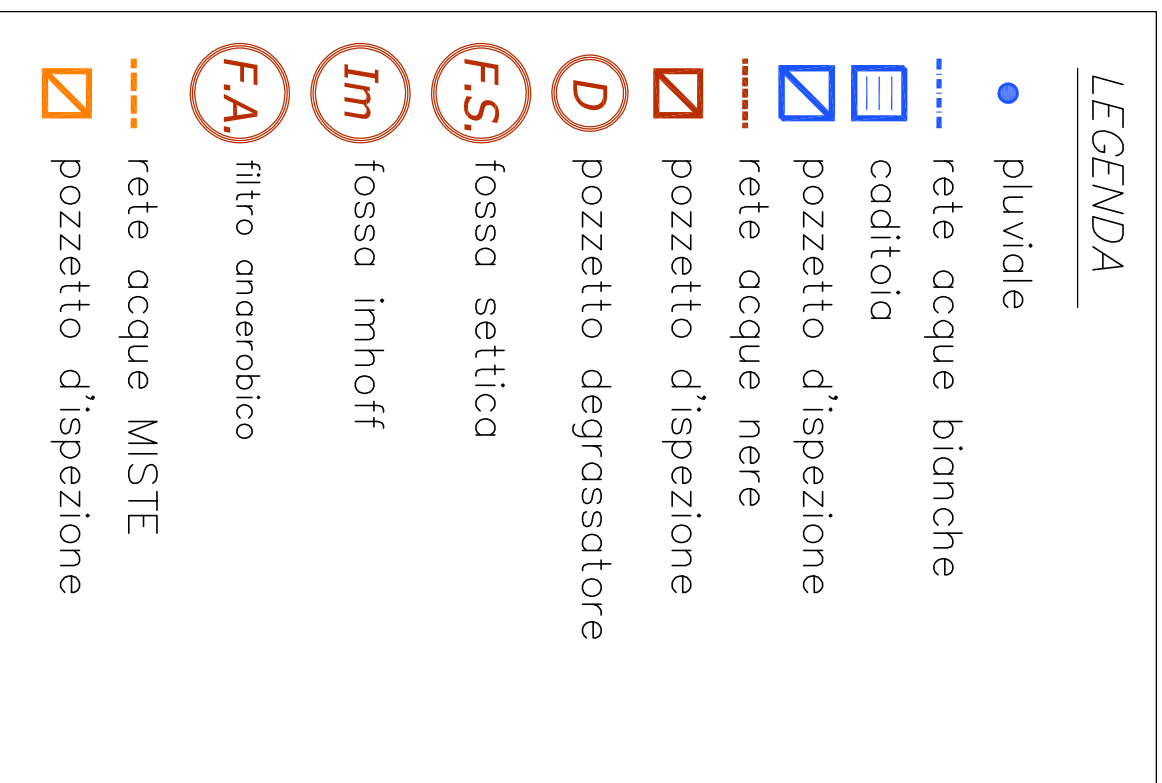 LEGENDA
pluviale
rete acque bianche
caditoia
pozzetto d'ispezione
rete acque nere
pozzetto d'ispezione
D pozzetto degrassatore
F.S. fossa settica
Im fossa imhoff
F.A. filtro anaerobico
rete acque MISTE
pozzetto d'ispezione